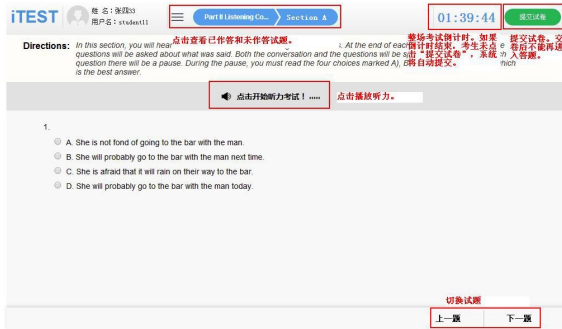 iTEST
姓 名：张四33
用户名：student11
Part II Listening Co...
Section A
01:39:44
提交试卷
点击查看已作答和未作答试题。
整场考试倒计时。如果倒计时结束，考生未点击“提交试卷”，系统将自动提交。
提交试卷。交卷后不能再进入答题。
Directions:
In this section, you will hear
. At the end of each
questions will be asked about what was said. Both the conversation and the questions will be
question there will be a pause. During the pause, you must read the four choices marked A),
is the best answer.
点击开始听力考试！.....
点击播放听力。
1.
A. She is not fond of going to the bar with the man.
B. She will probably go to the bar with the man next time.
C. She is afraid that it will rain on their way to the bar.
D. She will probably go to the bar with the man today.
切换试题
上一题
下一题